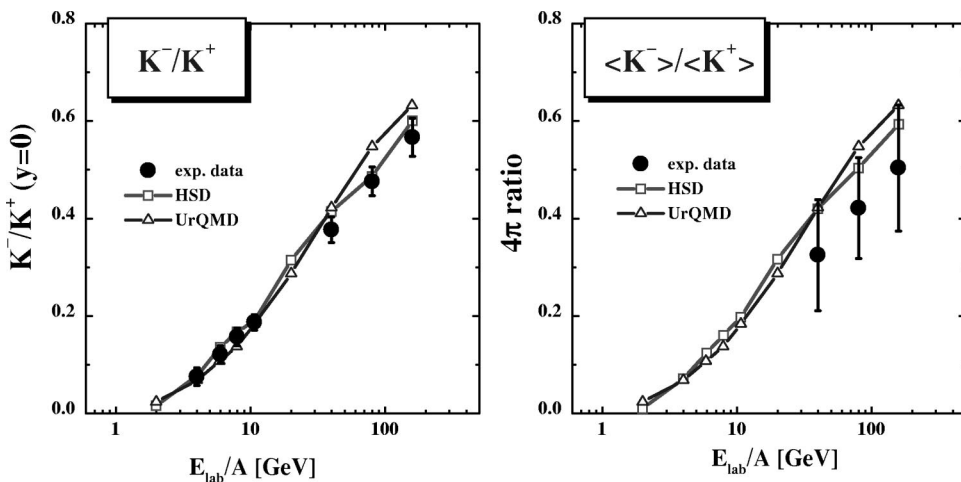 K⁻/K⁺
<K⁻>/<K⁺>
K⁻/K⁺ (y=0)
0.8
0.6
0.4
0.2
0.0
exp. data
HSD
UrQMD
1 10 100
E_lab/A [GeV]
4π ratio
0.8
0.6
0.4
0.2
0.0
exp. data
HSD
UrQMD
1 10 100
E_lab/A [GeV]